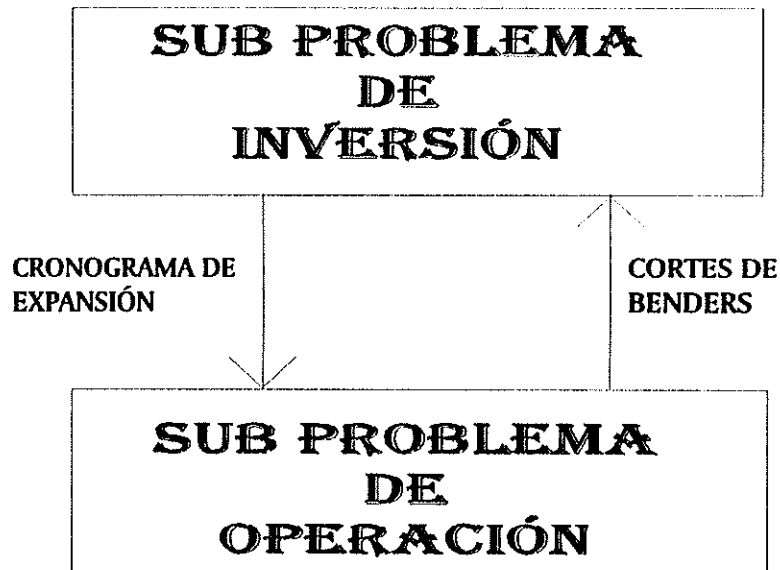 SUB PROBLEMA
DE
INVERSIÓN
CRONOGRAMA DE
EXPANSIÓN
CORTES DE
BENDERS
SUB PROBLEMA
DE
OPERACIÓN